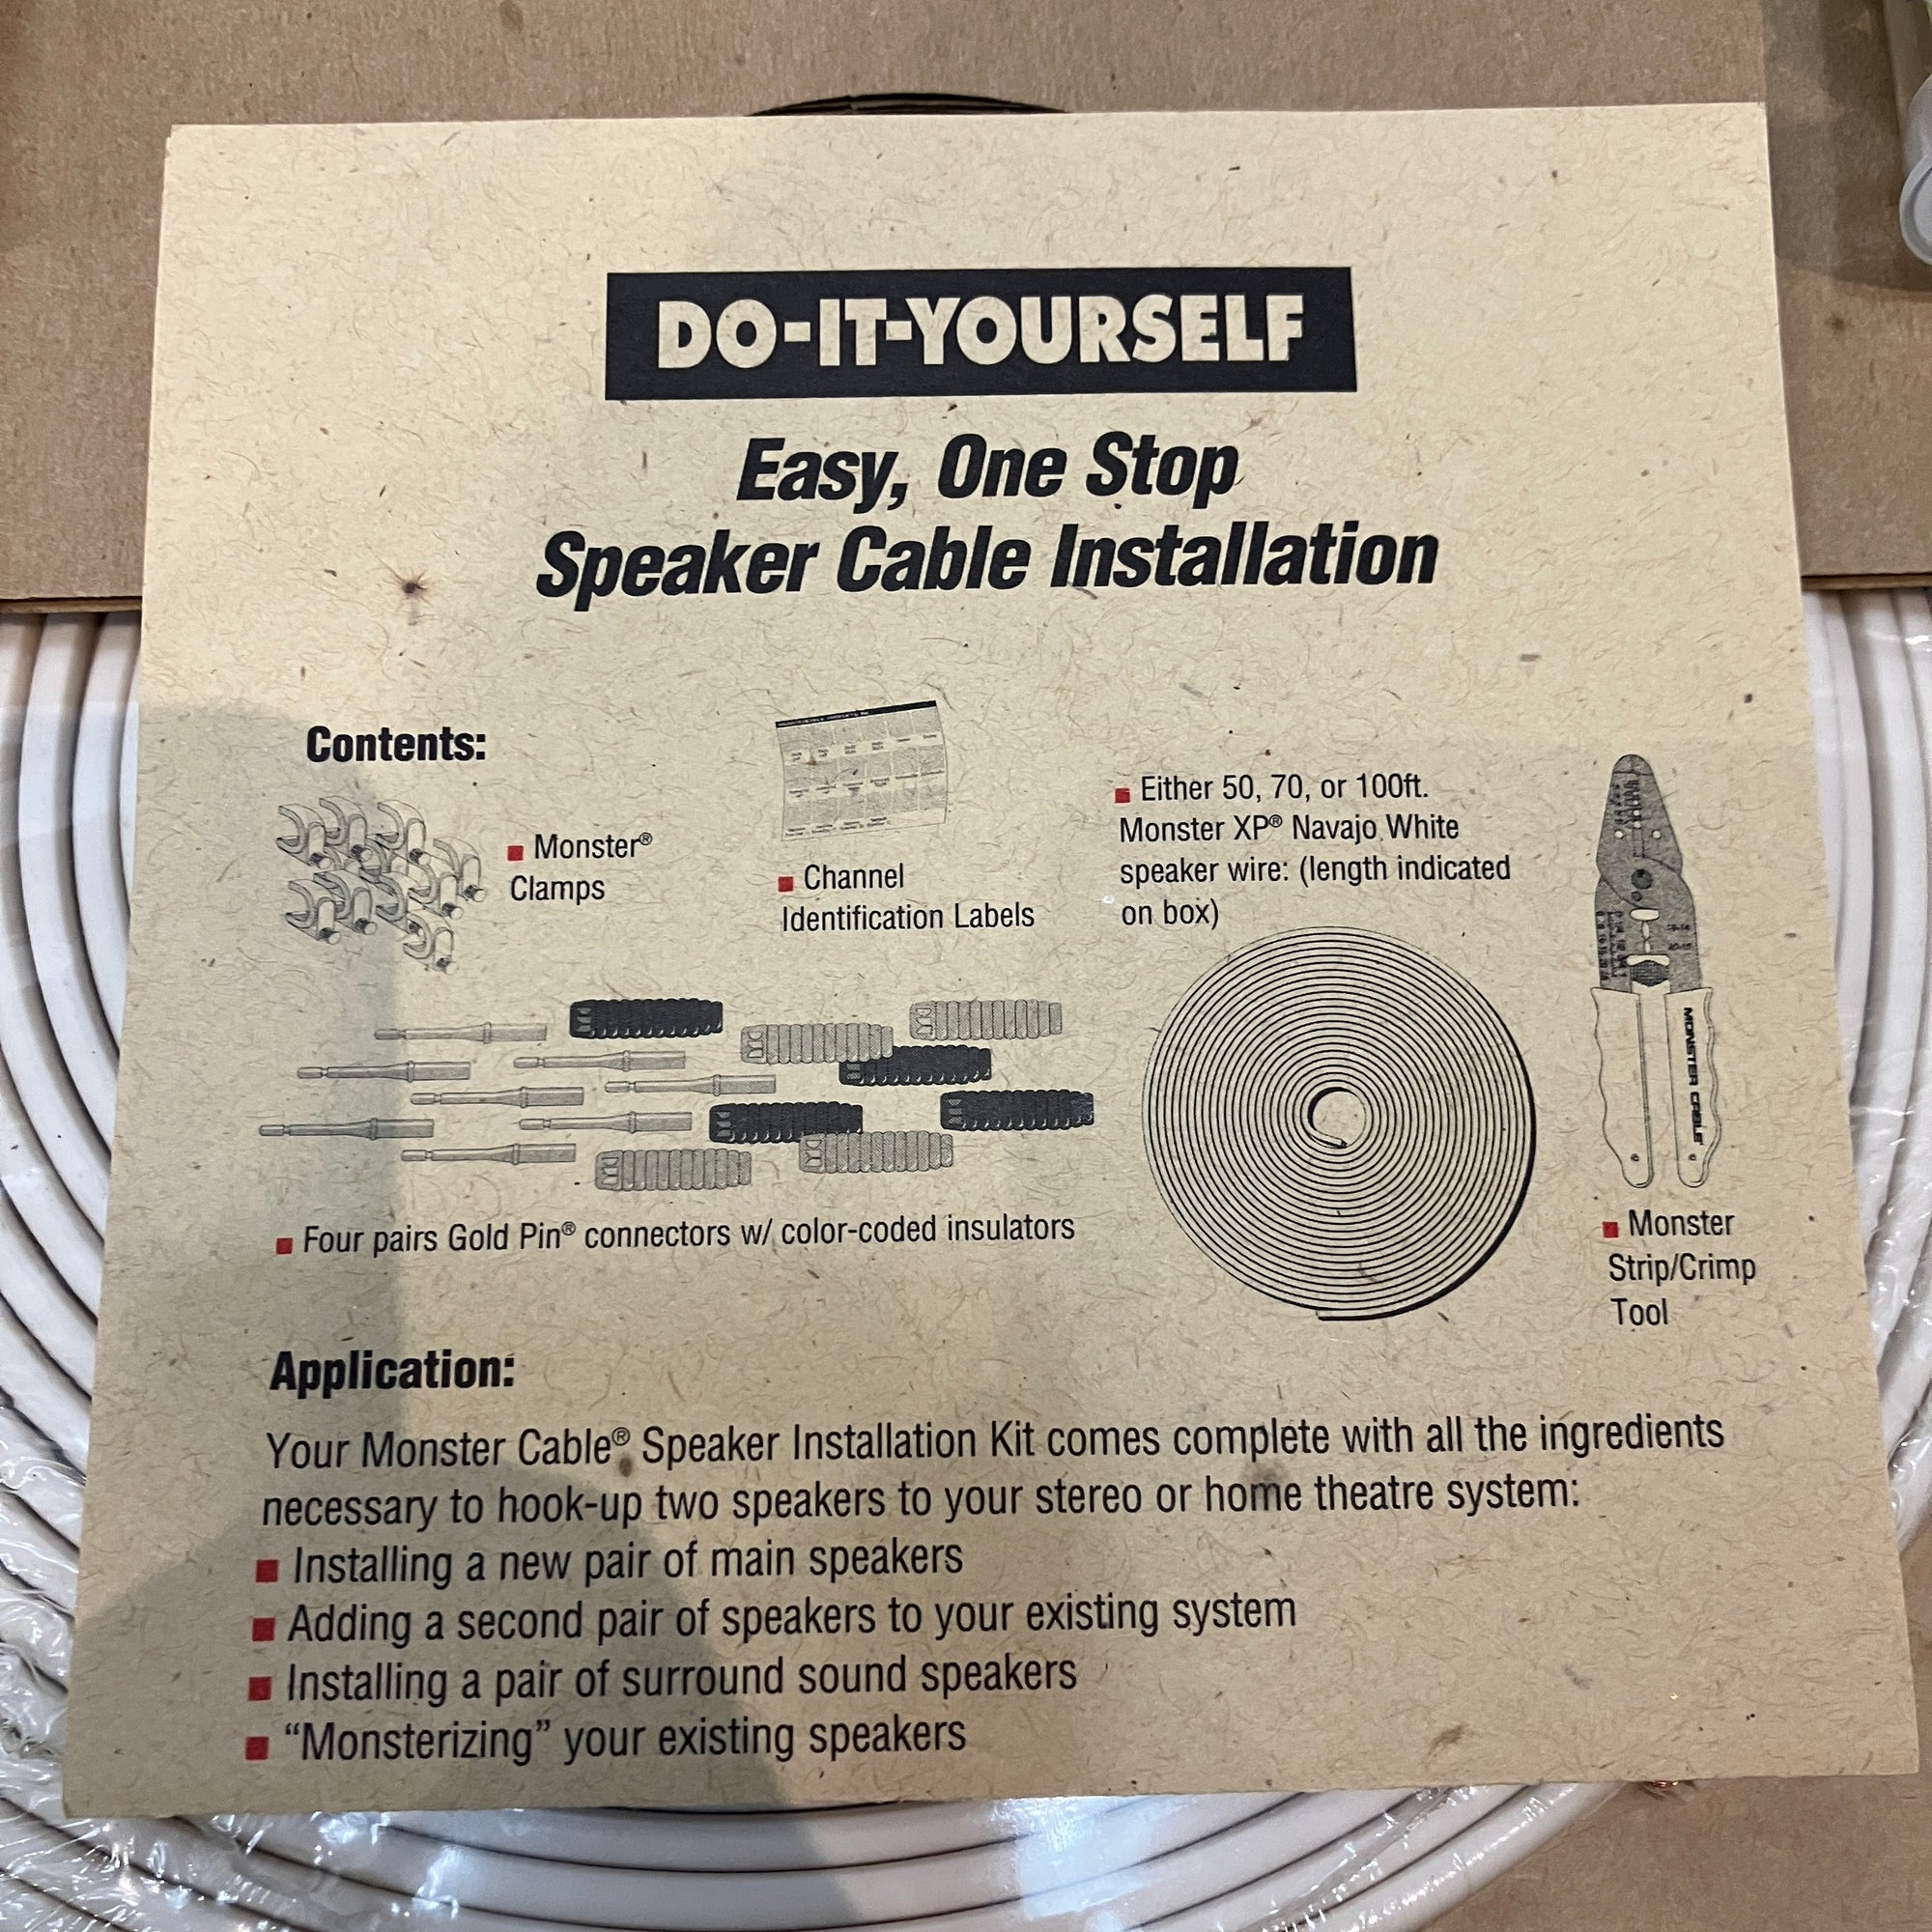 DO-IT-YOURSELF
Easy, One Stop
Speaker Cable Installation
Contents:
Monster®
Clamps
Channel
Identification Labels
Either 50, 70, or 100ft.
Monster XP® Navajo White
speaker wire: (length indicated
on box)
MONSTER CABLE
Four pairs Gold Pin® connectors w/ color-coded insulators
Monster
Strip/Crimp
Tool
Application:
Your Monster Cable® Speaker Installation Kit comes complete with all the ingredients
necessary to hook-up two speakers to your stereo or home theatre system:
Installing a new pair of main speakers
Adding a second pair of speakers to your existing system
Installing a pair of surround sound speakers
“Monsterizing” your existing speakers